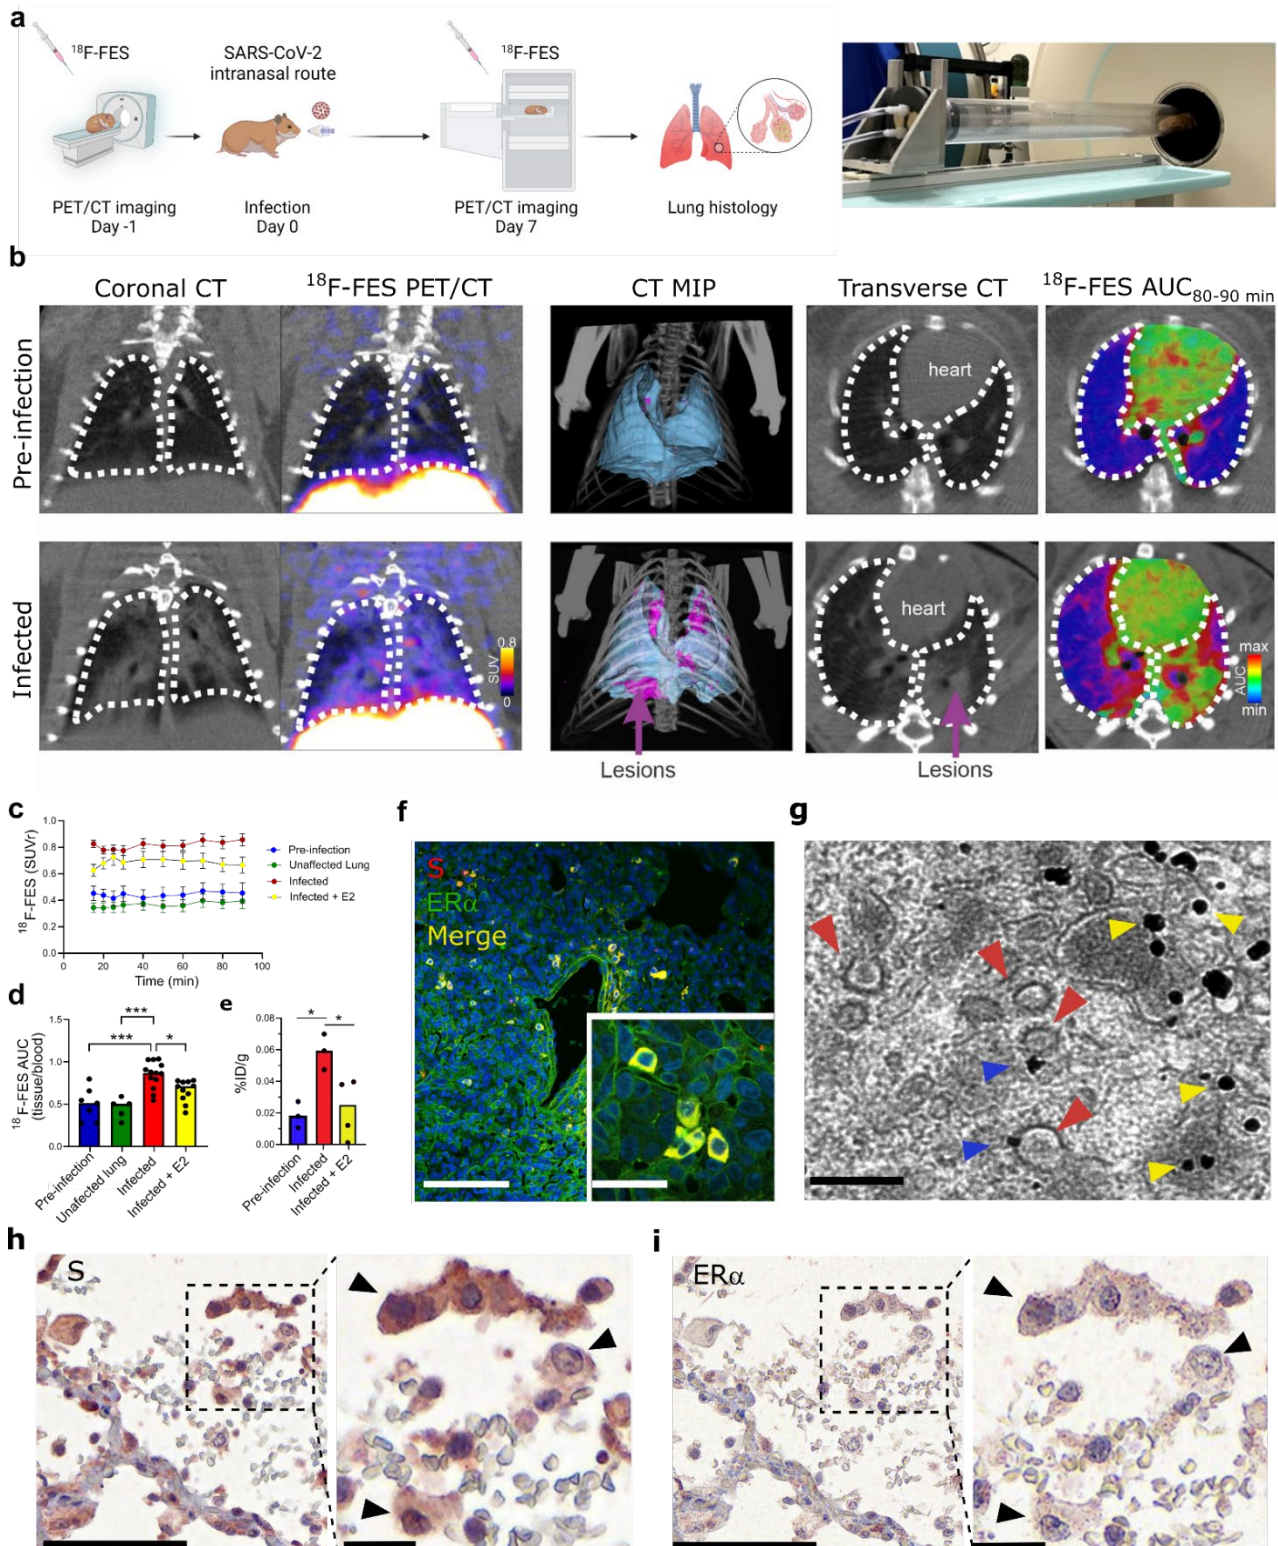 a
¹⁸F-FES
SARS-CoV-2
intranasal route
¹⁸F-FES
PET/CT imaging
Day -1
Infection
Day 0
PET/CT imaging
Day 7
Lung histology
b
Coronal CT
¹⁸F-FES PET/CT
CT MIP
Transverse CT
¹⁸F-FES AUC₈₀₋₉₀ ₘᵢₙ
Pre-infection
heart
Infected
0.8
SUV
0
heart
max
AUC
min
Lesions
Lesions
c
¹⁸F-FES (SUVr)
1.0
0.8
0.6
0.4
0.2
0.0
0
20
40
60
80
100
Time (min)
Pre-infection
Unaffected Lung
Infected
Infected + E2
d
¹⁸F-FES AUC
(tissue/blood)
1.5
1.0
0.5
0.0
***
***
*
Pre-infection
Unafected lung
Infected
Infected + E2
e
%ID/g
0.08
0.06
0.04
0.02
0.00
*
*
Pre-infection
Infected
Infected + E2
f
S
ERα
Merge
g
h
S
i
ERα